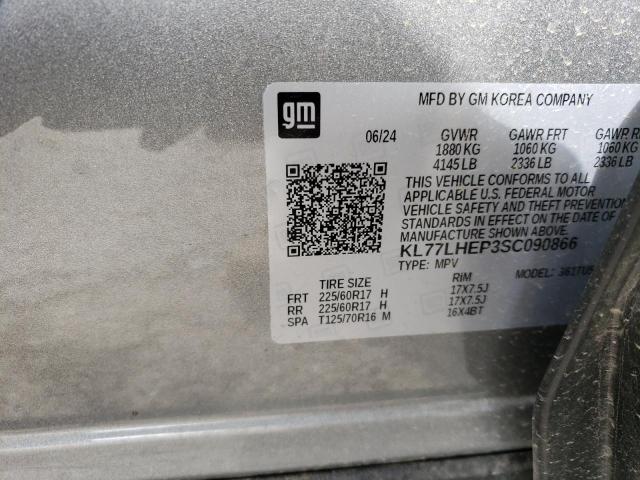 gm
MFD BY GM KOREA COMPANY
06/24 GVWR GAWR FRT GAWR
1880 KG 1060 KG 1060 KG
4145 LB 2336 LB 2336 LB
THIS VEHICLE CONFORMS TO ALL
APPLICABLE U.S. FEDERAL MOTOR
VEHICLE SAFETY AND THEFT PREVENTION
STANDARDS IN EFFECT ON THE DATE OF
MANUFACTURE SHOWN ABOVE.
KL77LHEP3SC090866
TYPE: MPV MODEL:
TIRE SIZE RIM
FRT 225/60R17 H 17X7.5J
RR 225/60R17 H 17X7.5J
SPA T125/70R16 M 16X4BT